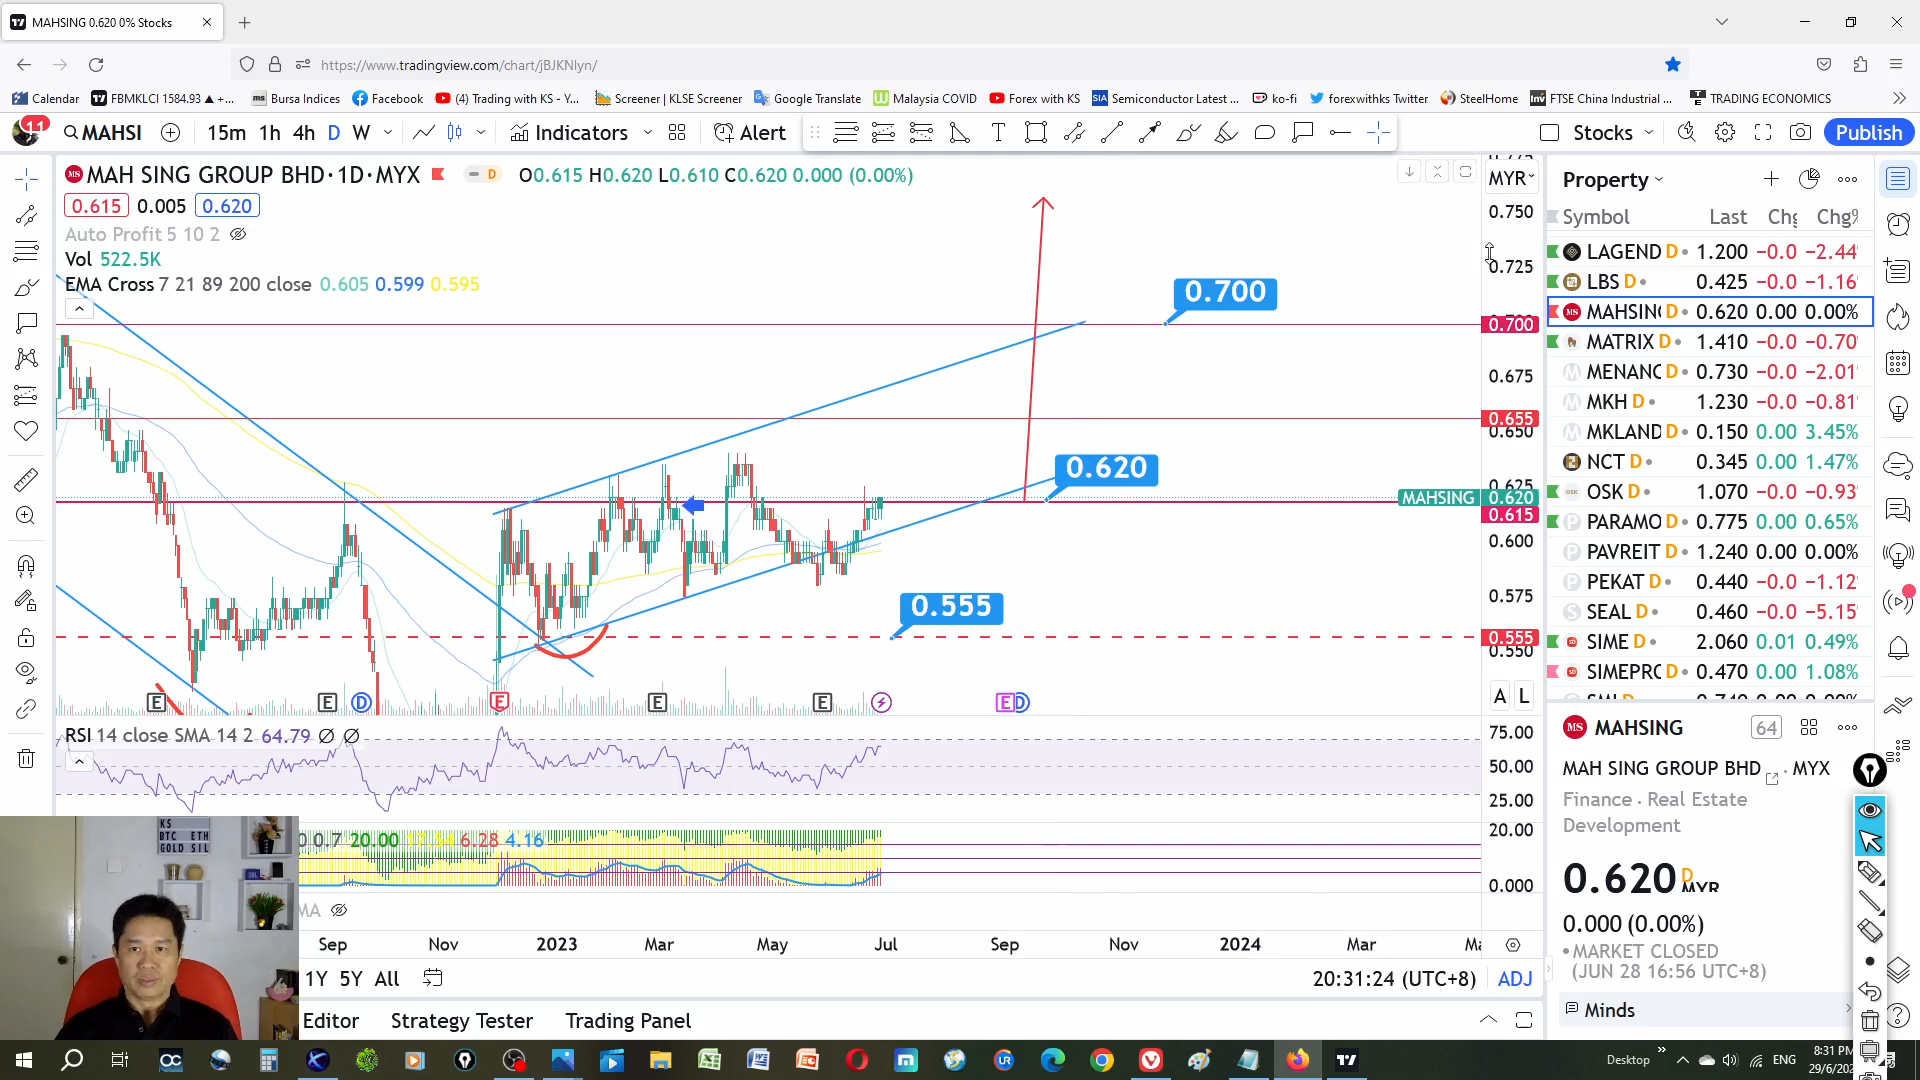 MAHSING 0.620 0% Stocks
https://www.tradingview.com/chart/jBJKNlyn/
Calendar FBMKLCI 1584.93 ▲ +... Bursa Indices Facebook (4) Trading with KS - Y... Screener | KLSE Screener Google Translate Malaysia COVID Forex with KS Semiconductor Latest ... ko-fi forexwithks Twitter SteelHome FTSE China Industrial ... TRADING ECONOMICS
11 MAHSI 15m 1h 4h D W Indicators Alert Stocks Publish
MAH SING GROUP BHD · 1D · MYX D O0.615 H0.620 L0.610 C0.620 0.000 (0.00%)
0.615 0.005 0.620
Auto Profit 5 10 2
Vol 522.5K
EMA Cross 7 21 89 200 close 0.605 0.599 0.595
MYR
0.750
0.725
0.700
0.700
0.675
0.655
0.650
0.620
0.625
MAHSING 0.620
0.615
0.600
0.575
0.555
0.555
0.550
E E D E E E E D
A L
RSI 14 close SMA 14 2 64.79 Ø Ø
75.00
50.00
25.00
0 0.7 20.00 6.28 4.16
20.00
0.000
MA
Sep Nov 2023 Mar May Jul Sep Nov 2024 Mar
1Y 5Y All 20:31:24 (UTC+8) ADJ
Editor Strategy Tester Trading Panel
KS
BTC ETH
GOLD SIL
Property
Symbol Last Chg Chg%
LAGEND D 1.200 −0.0 −2.44
LBS D 0.425 −0.0 −1.16
MAHSING D 0.620 0.00 0.00%
MATRIX D 1.410 −0.0 −0.70
MENANG D 0.730 −0.0 −2.01
MKH D 1.230 −0.0 −0.81
MKLAND D 0.150 0.00 3.45%
NCT D 0.345 0.00 1.47%
OSK D 1.070 −0.0 −0.93
PARAMO D 0.775 0.00 0.65%
PAVREIT D 1.240 0.00 0.00%
PEKAT D 0.440 −0.0 −1.12
SEAL D 0.460 −0.0 −5.15
SIME D 2.060 0.01 0.49%
SIMEPRO D 0.470 0.00 1.08%
MAHSING 64
MAH SING GROUP BHD · MYX
Finance · Real Estate
Development
0.620 D MYR
0.000 (0.00%)
MARKET CLOSED
(JUN 28 16:56 UTC+8)
Minds
Desktop ENG 8:31 PM
29/6/202